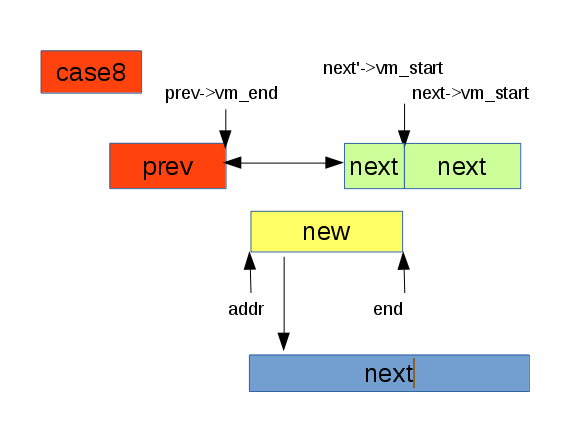 case8
next'->vm_start
prev->vm_end
next->vm_start
prev
next
next
new
addr
end
next